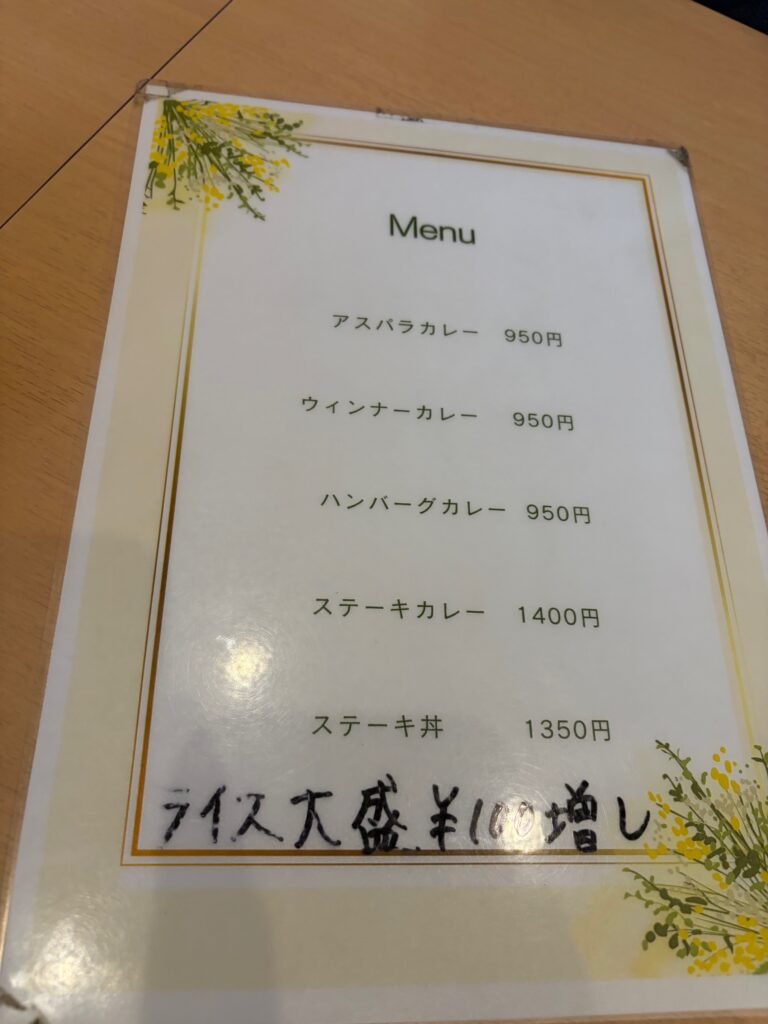 Menu
アスパラカレー 950円
ウィンナーカレー 950円
ハンバーグカレー 950円
ステーキカレー 1400円
ステーキ丼 1350円
ライス大盛¥100増し